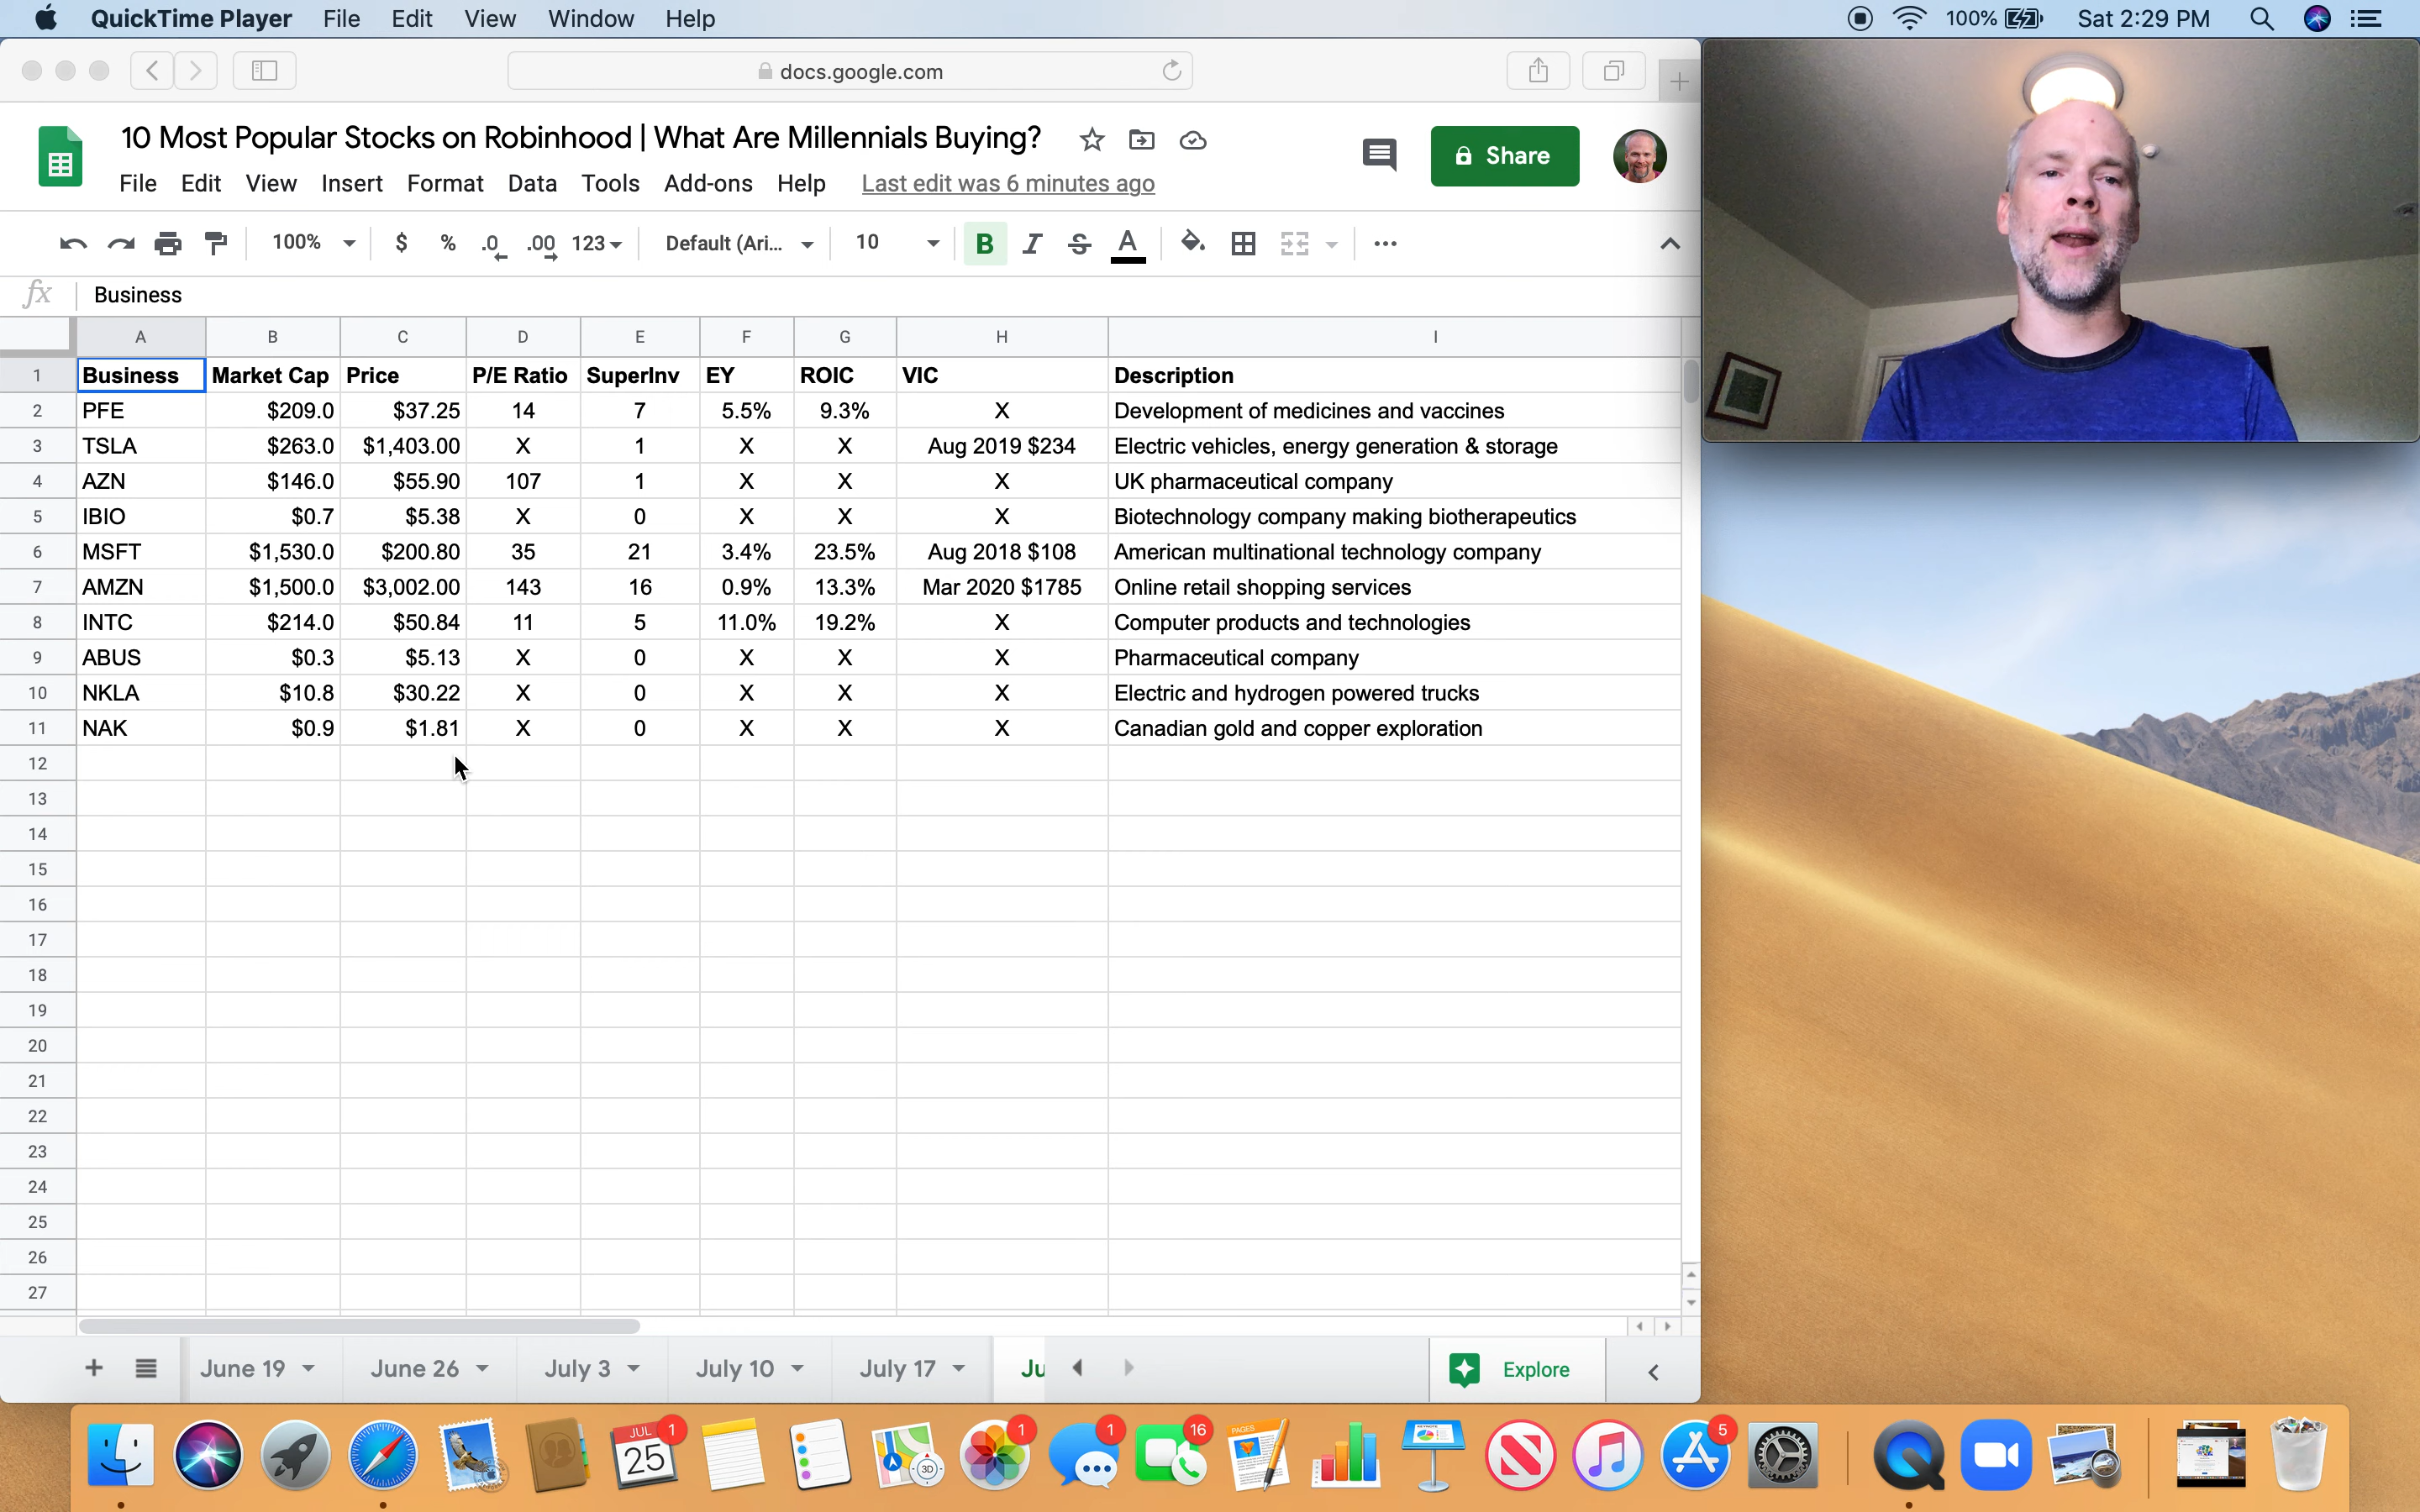 QuickTime Player File Edit View Window Help 100% Sat 2:29 PM
docs.google.com
10 Most Popular Stocks on Robinhood | What Are Millennials Buying?
Share
File Edit View Insert Format Data Tools Add-ons Help Last edit was 6 minutes ago
100% $ % .0 .00 123 Default (Ari... 10 B I S A ...
fx Business
A B C D E F G H I
1 Business Market Cap Price P/E Ratio SuperInv EY ROIC VIC Description
2 PFE $209.0 $37.25 14 7 5.5% 9.3% X Development of medicines and vaccines
3 TSLA $263.0 $1,403.00 X 1 X X Aug 2019 $234 Electric vehicles, energy generation & storage
4 AZN $146.0 $55.90 107 1 X X X UK pharmaceutical company
5 IBIO $0.7 $5.38 X 0 X X X Biotechnology company making biotherapeutics
6 MSFT $1,530.0 $200.80 35 21 3.4% 23.5% Aug 2018 $108 American multinational technology company
7 AMZN $1,500.0 $3,002.00 143 16 0.9% 13.3% Mar 2020 $1785 Online retail shopping services
8 INTC $214.0 $50.84 11 5 11.0% 19.2% X Computer products and technologies
9 ABUS $0.3 $5.13 X 0 X X X Pharmaceutical company
10 NKLA $10.8 $30.22 X 0 X X X Electric and hydrogen powered trucks
11 NAK $0.9 $1.81 X 0 X X X Canadian gold and copper exploration
12
13
14
15
16
17
18
19
20
21
22
23
24
25
26
27
June 19 June 26 July 3 July 10 July 17 Ju Explore
JUL 25 1 3D 1 1 16 PAGES 5